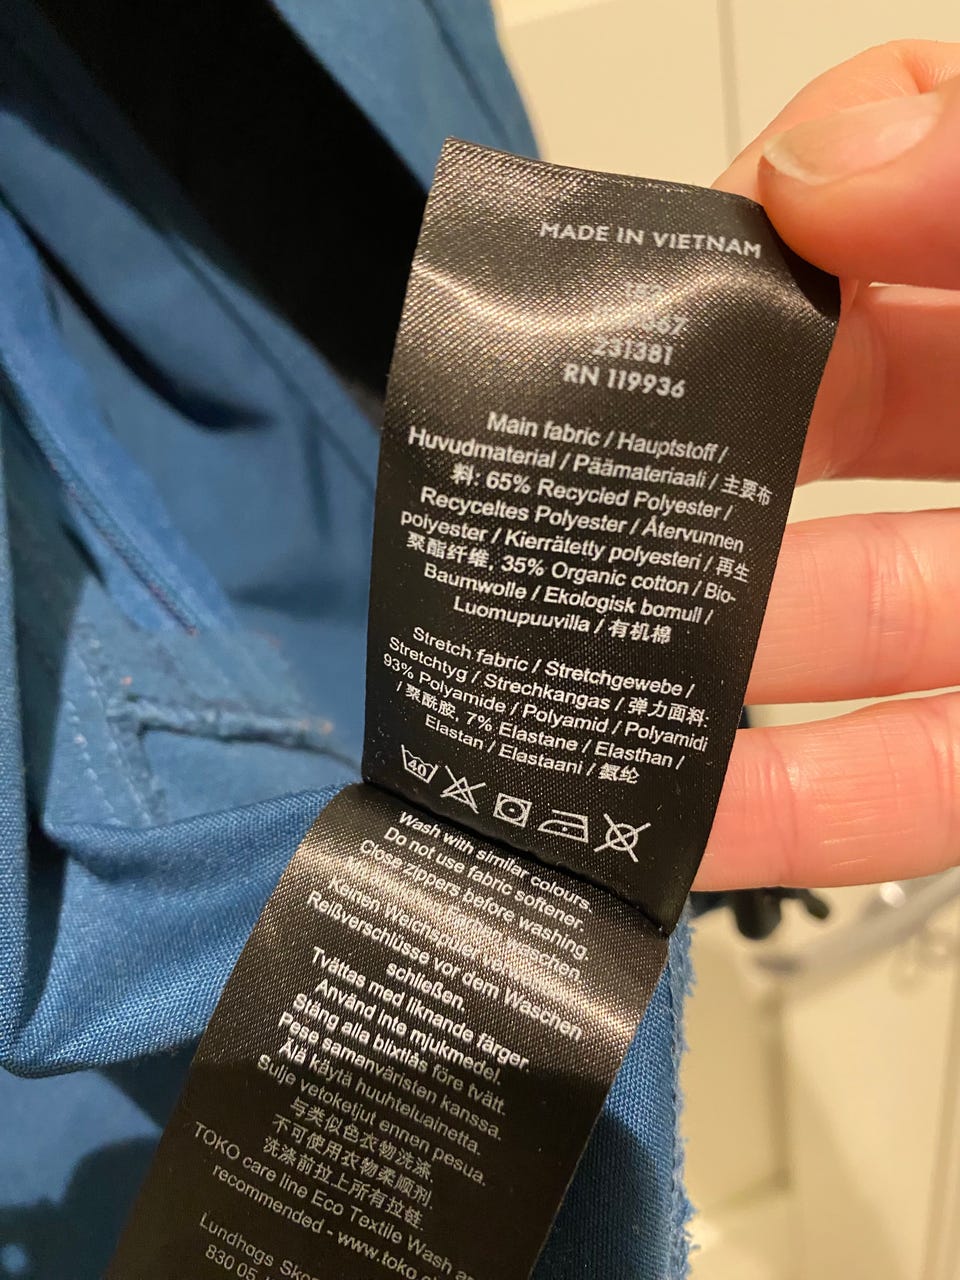 MADE IN VIETNAM
231381
RN 119936
Main fabric / Hauptstoff /
Huvudmaterial / Päämateriaali / 主要布
料: 65% Recycled Polyester /
Recyceltes Polyester / Återvunnen
polyester / Kierrätetty polyesteri / 再生
聚酯纤维, 35% Organic cotton / Bio-
Baumwolle / Ekologisk bomull /
Luomupuuvilla / 有机棉
Stretch fabric / Stretchgewebe /
Stretchtyg / Strechkangas / 弹力面料:
93% Polyamide / Polyamid / Polyamidi
/ 聚酰胺, 7% Elastane / Elasthan /
Elastan / Elastaani / 氨纶
40
Wash with similar colours.
Do not use fabric softener.
Close zippers before washing.
waschen.
Keinen Weichspüler
Reißverschlüsse vor dem Waschen
schließen.
Tvättas med liknande färger.
Använd inte mjukmedel.
Stäng alla blixtlås före tvätt.
Pese samanväristen kanssa.
Älä käytä huuhteluainetta.
Sulje vetoketjut ennen pesua.
与类似色衣物洗涤.
不可使用衣物柔顺剂.
洗涤前拉上所有拉链.
TOKO care line Eco Textile Wash
recommended - www.toko
Lundhags
830 05